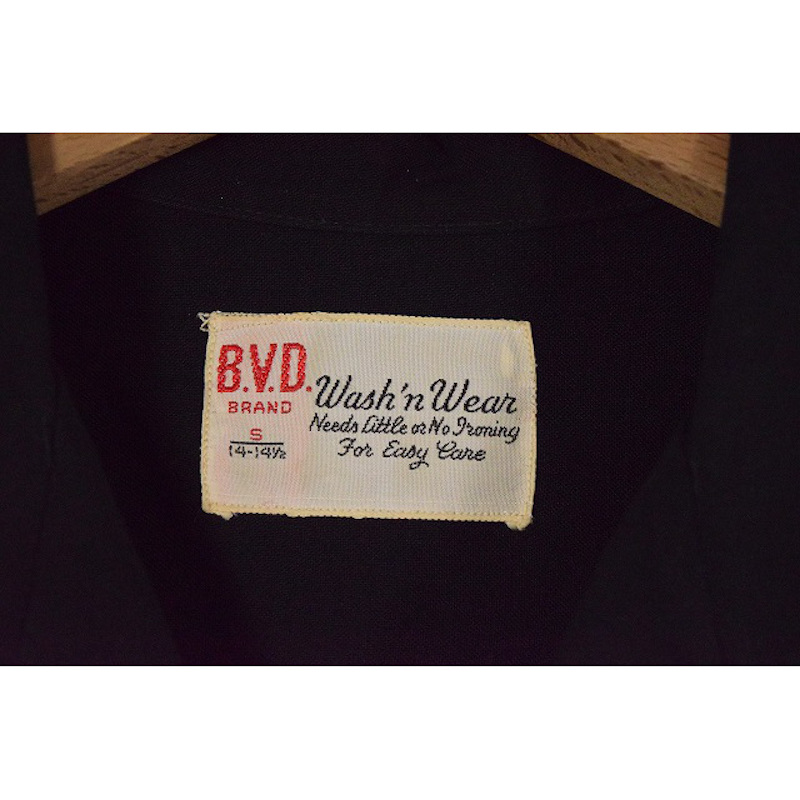 B.V.D.
BRAND
S
14-14½
Wash'n Wear
Needs Little or No Ironing
For Easy Care